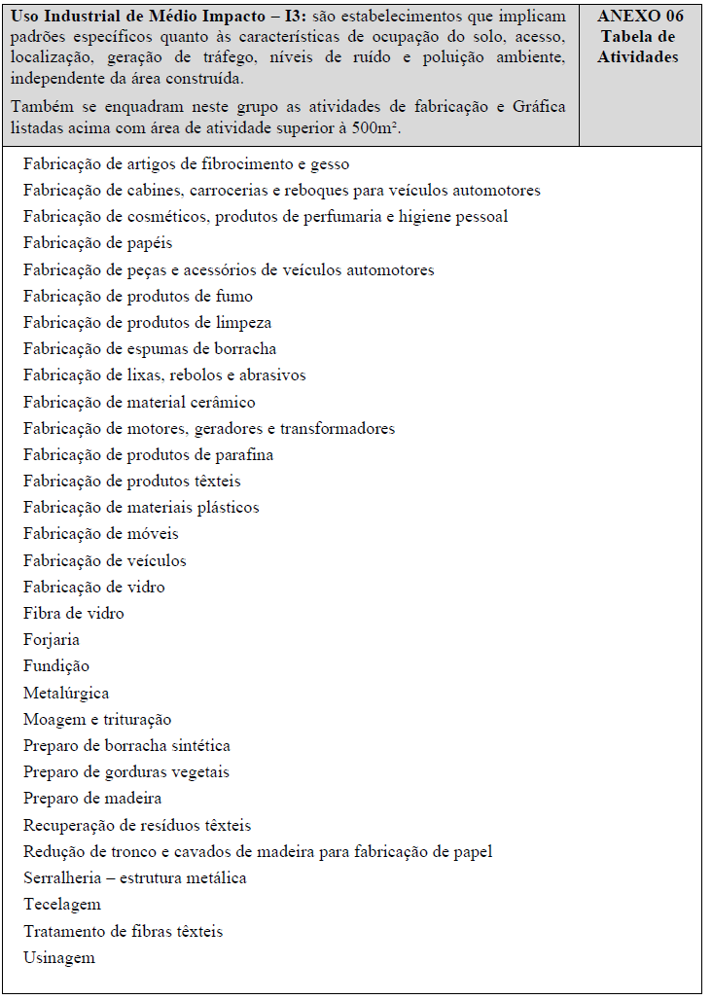 Uso Industrial de Médio Impacto – I3: são estabelecimentos que implicam
padrões específicos quanto às características de ocupação do solo, acesso,
localização, geração de tráfego, níveis de ruído e poluição ambiente,
independente da área construída.
Também se enquadram neste grupo as atividades de fabricação e Gráfica
listadas acima com área de atividade superior à 500m².
ANEXO 06
Tabela de
Atividades
Fabricação de artigos de fibrocimento e gesso
Fabricação de cabines, carrocerias e reboques para veículos automotores
Fabricação de cosméticos, produtos de perfumaria e higiene pessoal
Fabricação de papéis
Fabricação de peças e acessórios de veículos automotores
Fabricação de produtos de fumo
Fabricação de produtos de limpeza
Fabricação de espumas de borracha
Fabricação de lixas, rebolos e abrasivos
Fabricação de material cerâmico
Fabricação de motores, geradores e transformadores
Fabricação de produtos de parafina
Fabricação de produtos têxteis
Fabricação de materiais plásticos
Fabricação de móveis
Fabricação de veículos
Fabricação de vidro
Fibra de vidro
Forjaria
Fundição
Metalúrgica
Moagem e trituração
Preparo de borracha sintética
Preparo de gorduras vegetais
Preparo de madeira
Recuperação de resíduos têxteis
Redução de tronco e cavados de madeira para fabricação de papel
Serralheria – estrutura metálica
Tecelagem
Tratamento de fibras têxteis
Usinagem